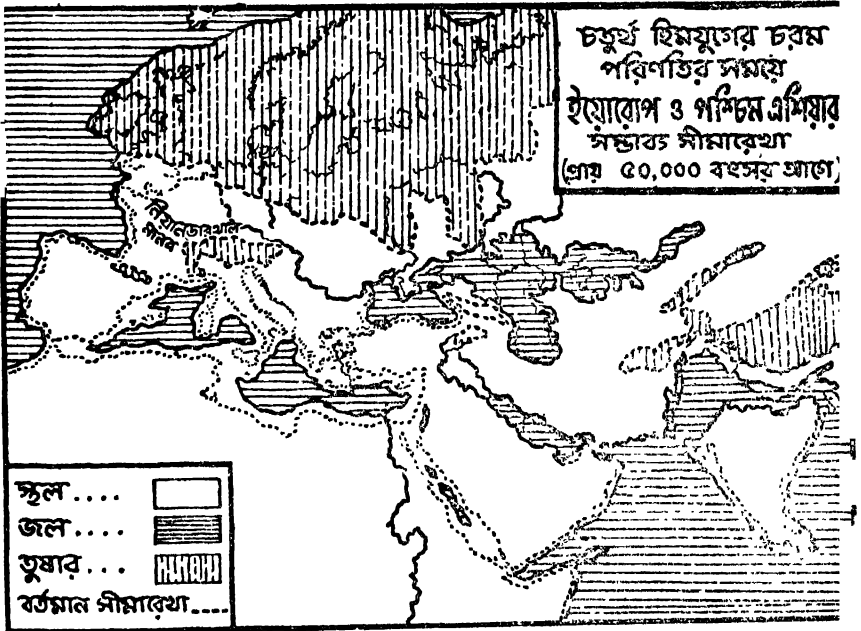 চতুর্থ হিমযুগের চরম
পরিণতির সময়ে
ইয়োরোপ ও পশ্চিম এশিয়ার
সম্ভাব্য সীমারেখা
(প্রায় ৫০,০০০ বৎসর আগে)
নিয়ানডারথাল
মানব
স্থল ....
জল ....
তুষার ...
বর্তমান সীমারেখা ....